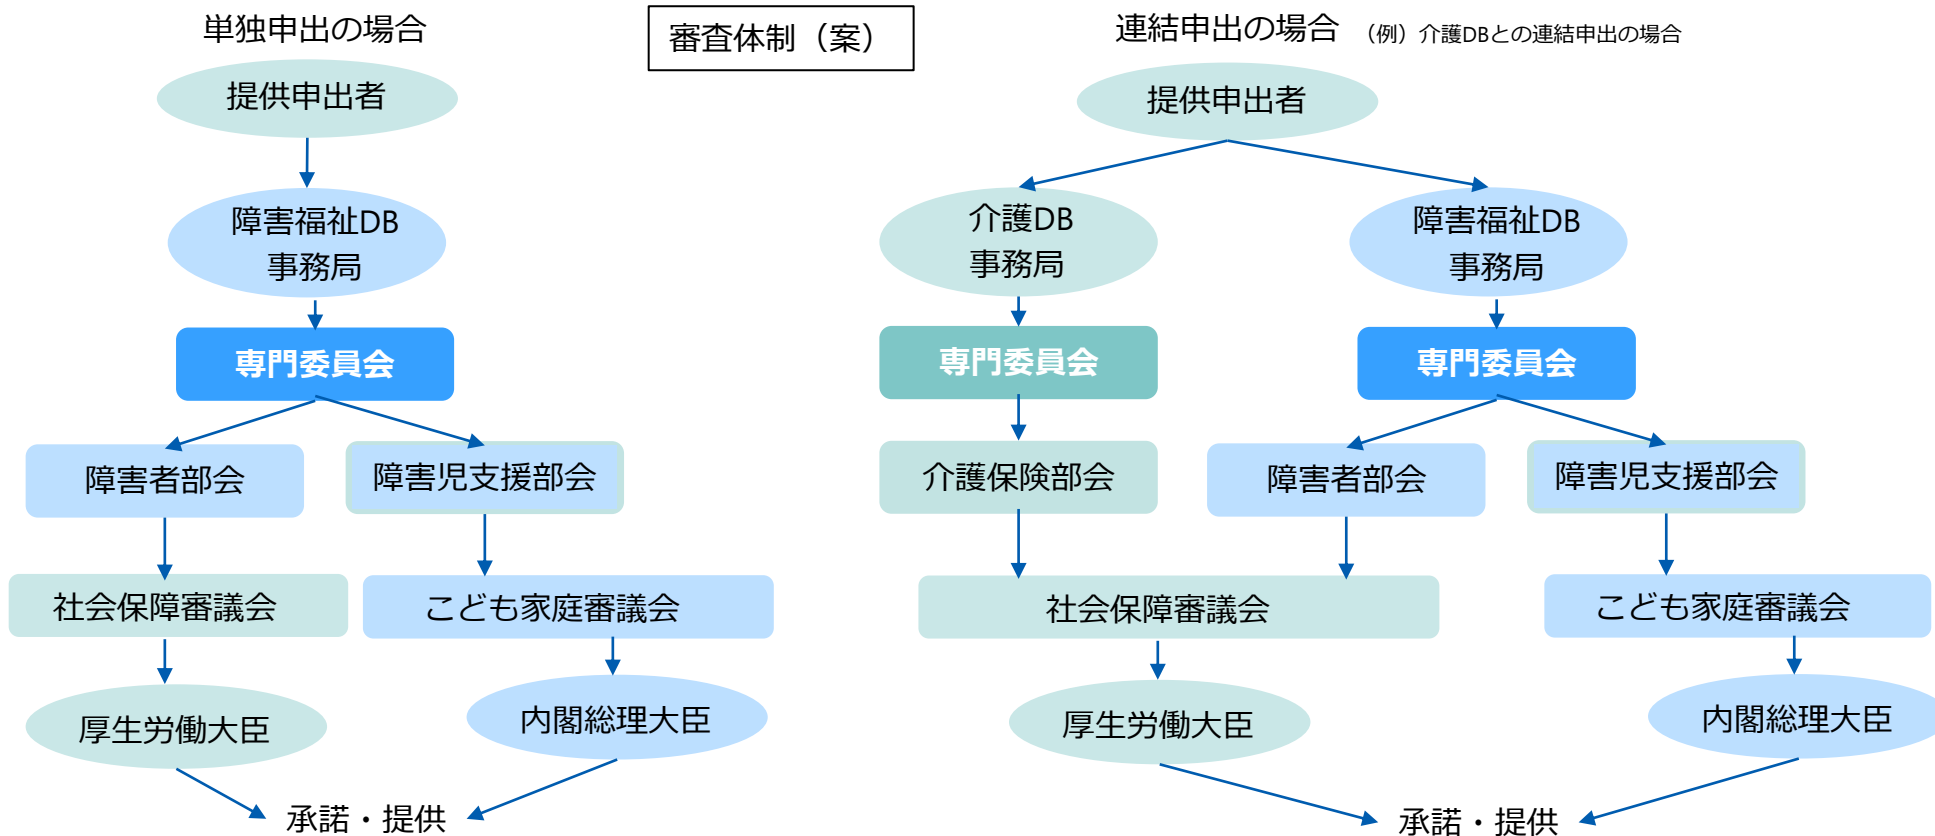 単独申出の場合
審査体制（案）
連結申出の場合 （例）介護DBとの連結申出の場合
提供申出者
障害福祉DB
事務局
専門委員会
障害者部会
障害児支援部会
社会保障審議会
こども家庭審議会
厚生労働大臣
内閣総理大臣
承諾・提供
提供申出者
介護DB
事務局
障害福祉DB
事務局
専門委員会
専門委員会
介護保険部会
障害者部会
障害児支援部会
社会保障審議会
こども家庭審議会
厚生労働大臣
内閣総理大臣
承諾・提供